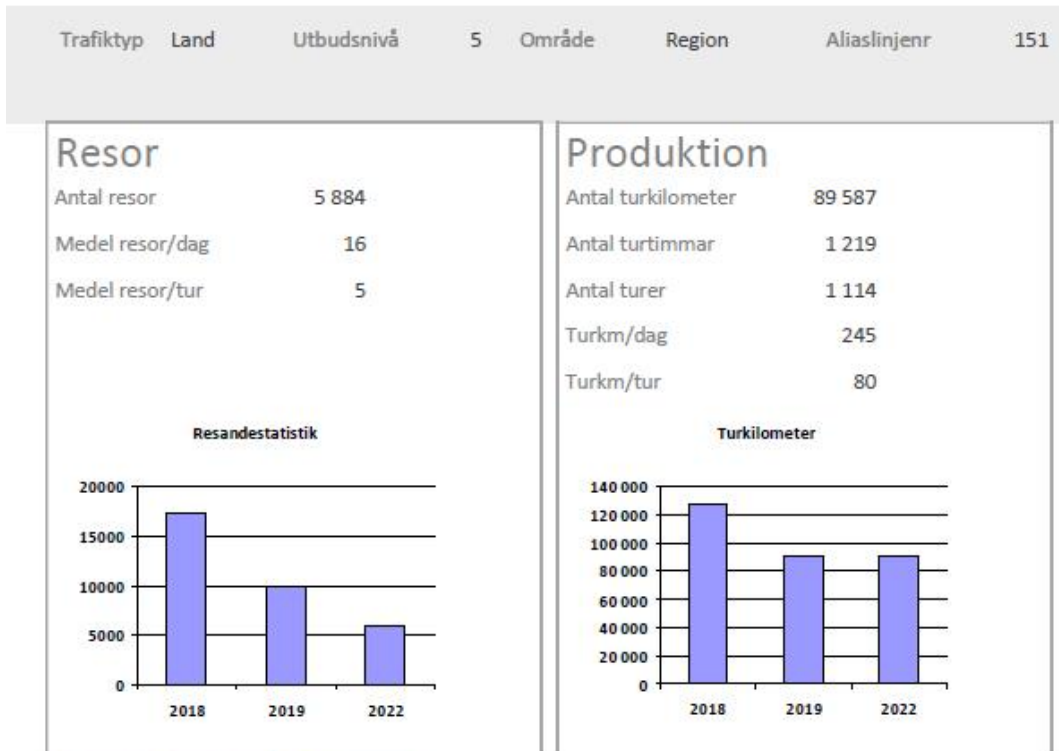 Trafiktyp Land Utbudsnivå 5 Område Region Aliaslinjenr 151
Resor
Antal resor 5 884
Medel resor/dag 16
Medel resor/tur 5
Resandestatistik
20000
15000
10000
5000
0
2018 2019 2022
Produktion
Antal turkilometer 89 587
Antal turtimmar 1 219
Antal turer 1 114
Turkm/dag 245
Turkm/tur 80
Turkilometer
140 000
120 000
100 000
80 000
60 000
40 000
20 000
0
2018 2019 2022